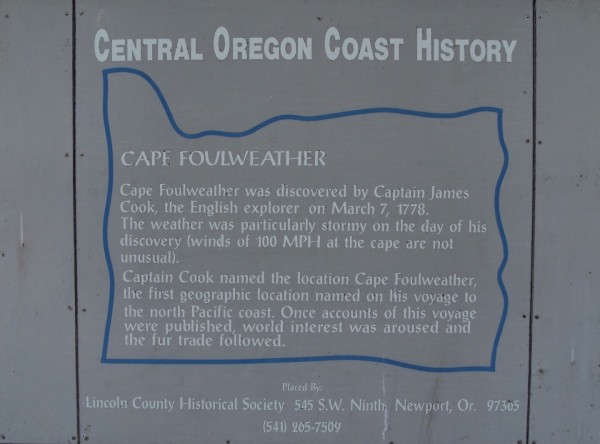 CENTRAL OREGON COAST HISTORY
CAPE FOULWEATHER
Cape Foulweather was discovered by Captain James
Cook, the English explorer on March 7, 1778.
The weather was particularly stormy on the day of his
discovery (winds of 100 MPH at the cape are not
unusual).
Captain Cook named the location Cape Foulweather,
the first geographic location named on his voyage to
the north Pacific coast. Once accounts of this voyage
were published, world interest was aroused and
the fur trade followed.
Placed By:
Lincoln County Historical Society 545 S.W. Ninth, Newport, Or. 97365
(541) 265-7509